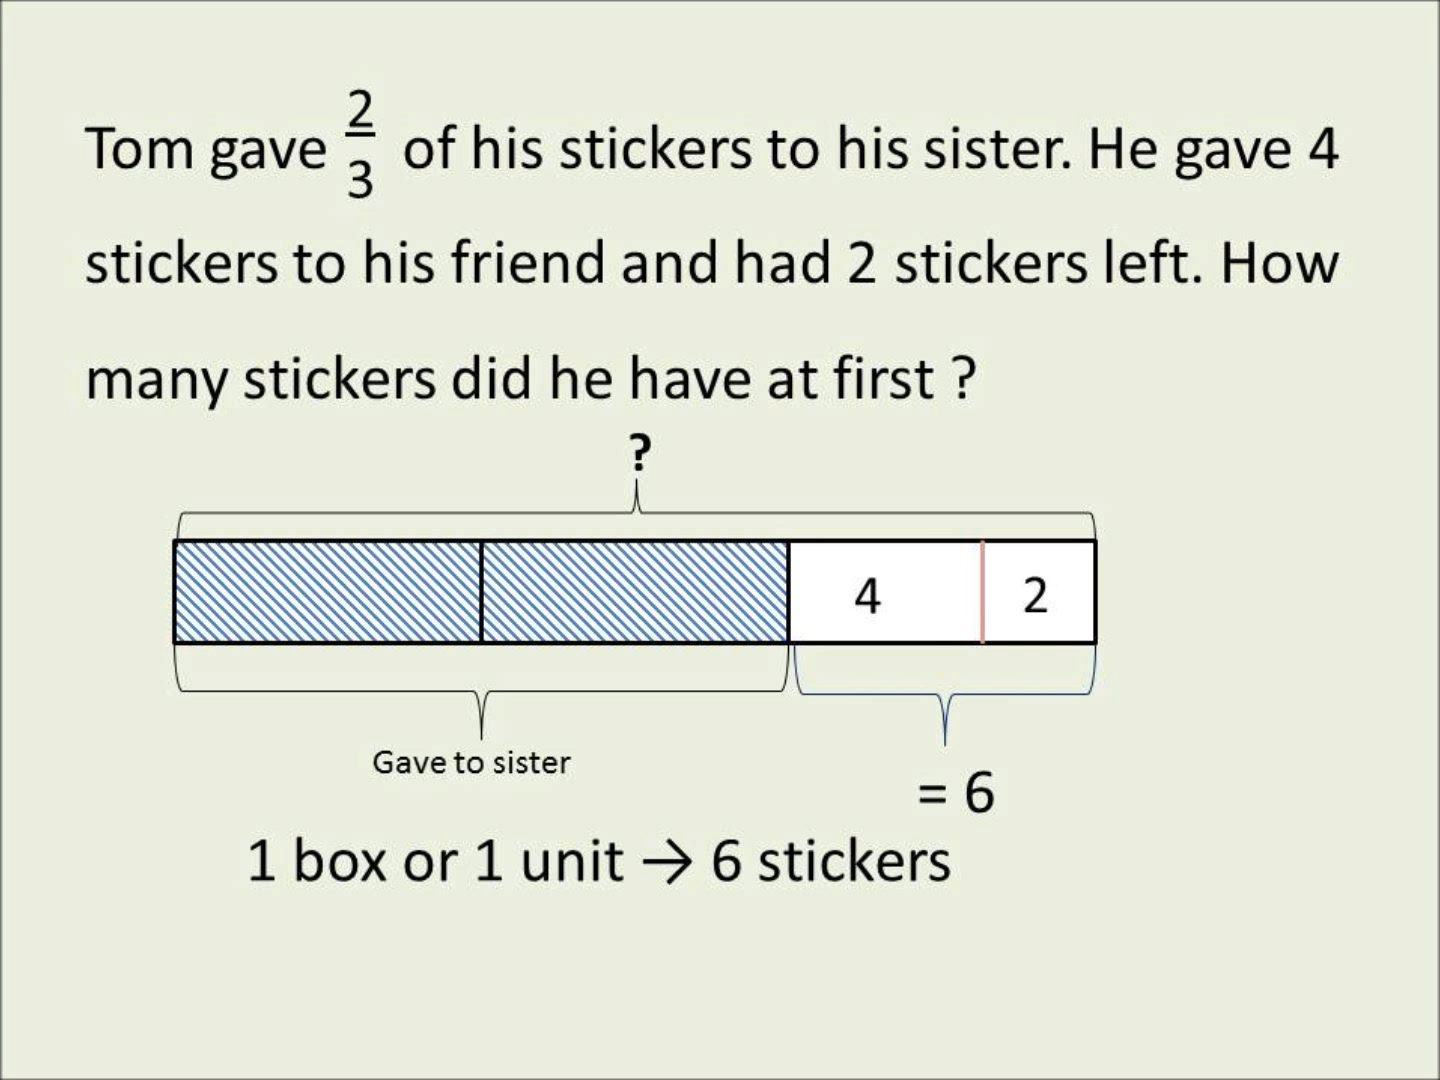 Tom gave 2/3 of his stickers to his sister. He gave 4
stickers to his friend and had 2 stickers left. How
many stickers did he have at first ?
?
4 2
Gave to sister
= 6
1 box or 1 unit → 6 stickers